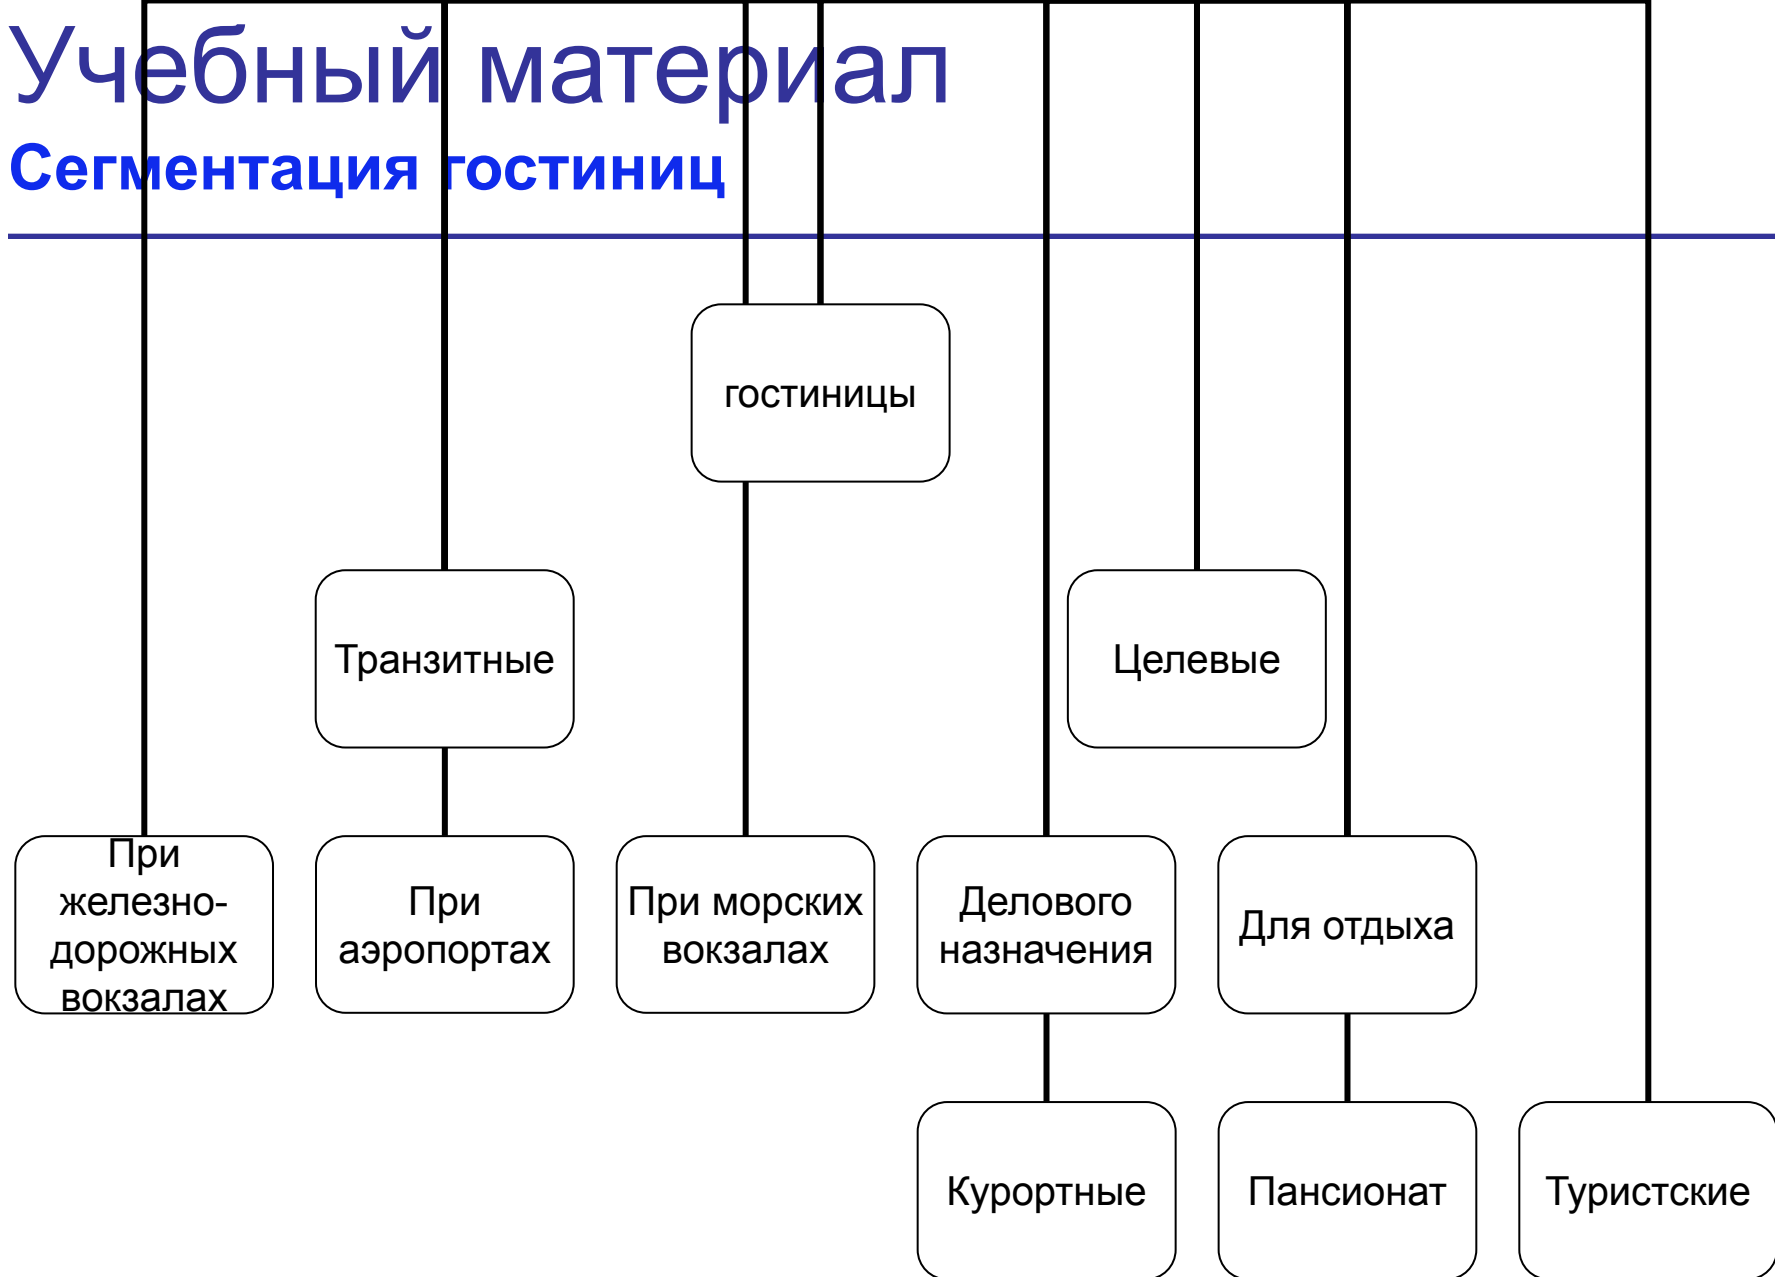 Учебный материал
Сегментация гостиниц
гостиницы
Транзитные
Целевые
При
железно-
дорожных
вокзалах
При
аэропортах
При морских
вокзалах
Делового
назначения
Для отдыха
Курортные
Пансионат
Туристские